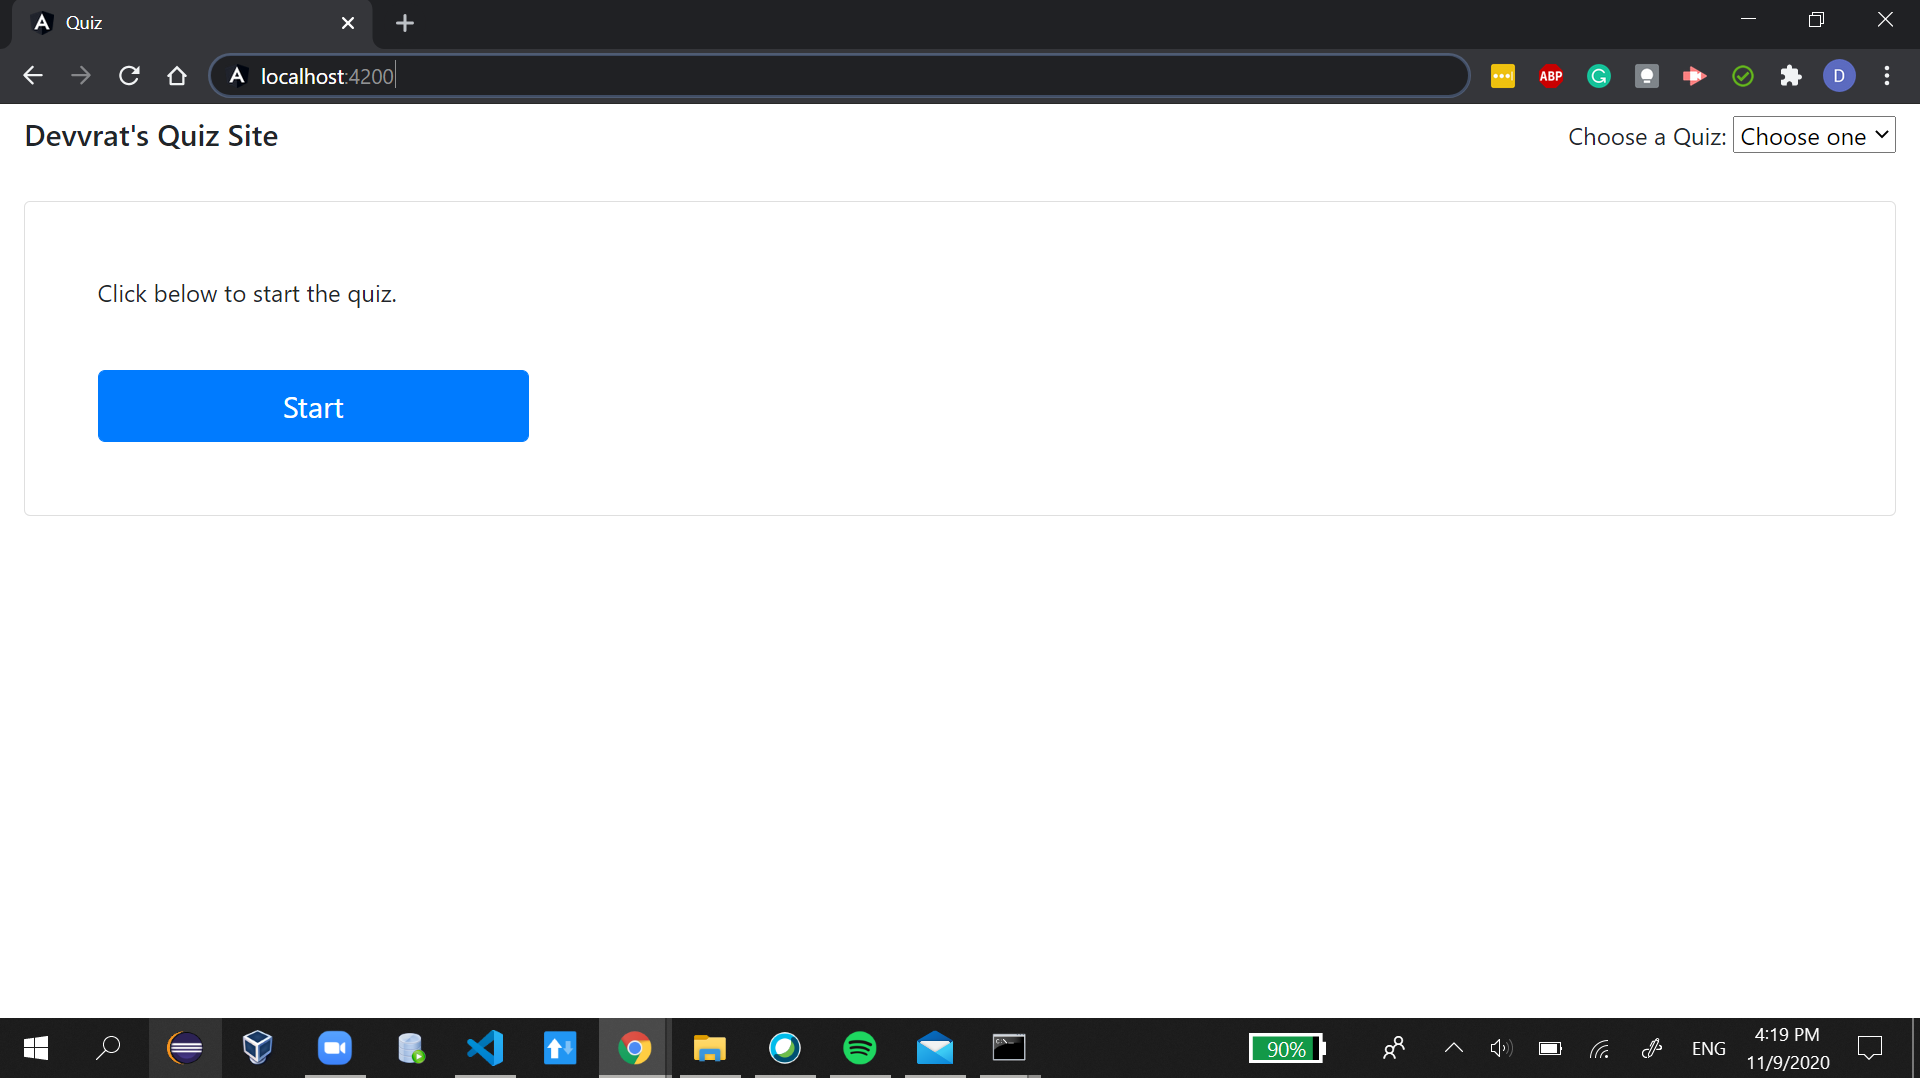 Quiz
localhost:4200
ABP
D
Devvrat's Quiz Site
Choose a Quiz: Choose one
Click below to start the quiz.
Start
90%
ENG
4:19 PM
11/9/2020